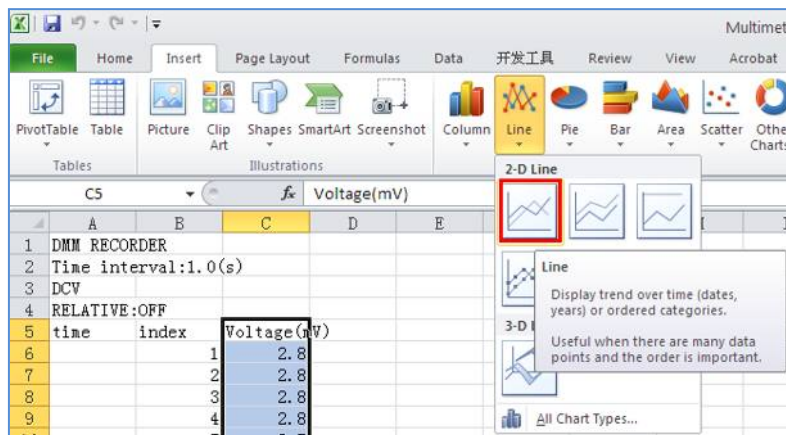 Multimet
File Home Insert Page Layout Formulas Data 开发工具 Review View Acrobat
PivotTable Table Picture Clip Art Shapes SmartArt Screenshot Column Line Pie Bar Area Scatter Othe Charts
Tables Illustrations
2-D Line
C5 fx Voltage(mV)
A B C D E
1 DMM RECORDER
2 Time interval:1.0(s)
3 DCV
4 RELATIVE:OFF
5 time index Voltage(mV)
6 1 2.8
7 2 2.8
8 3 2.8
9 4 2.8
Line
Display trend over time (dates,
years) or ordered categories.
Useful when there are many data
points and the order is important.
3-D
All Chart Types...